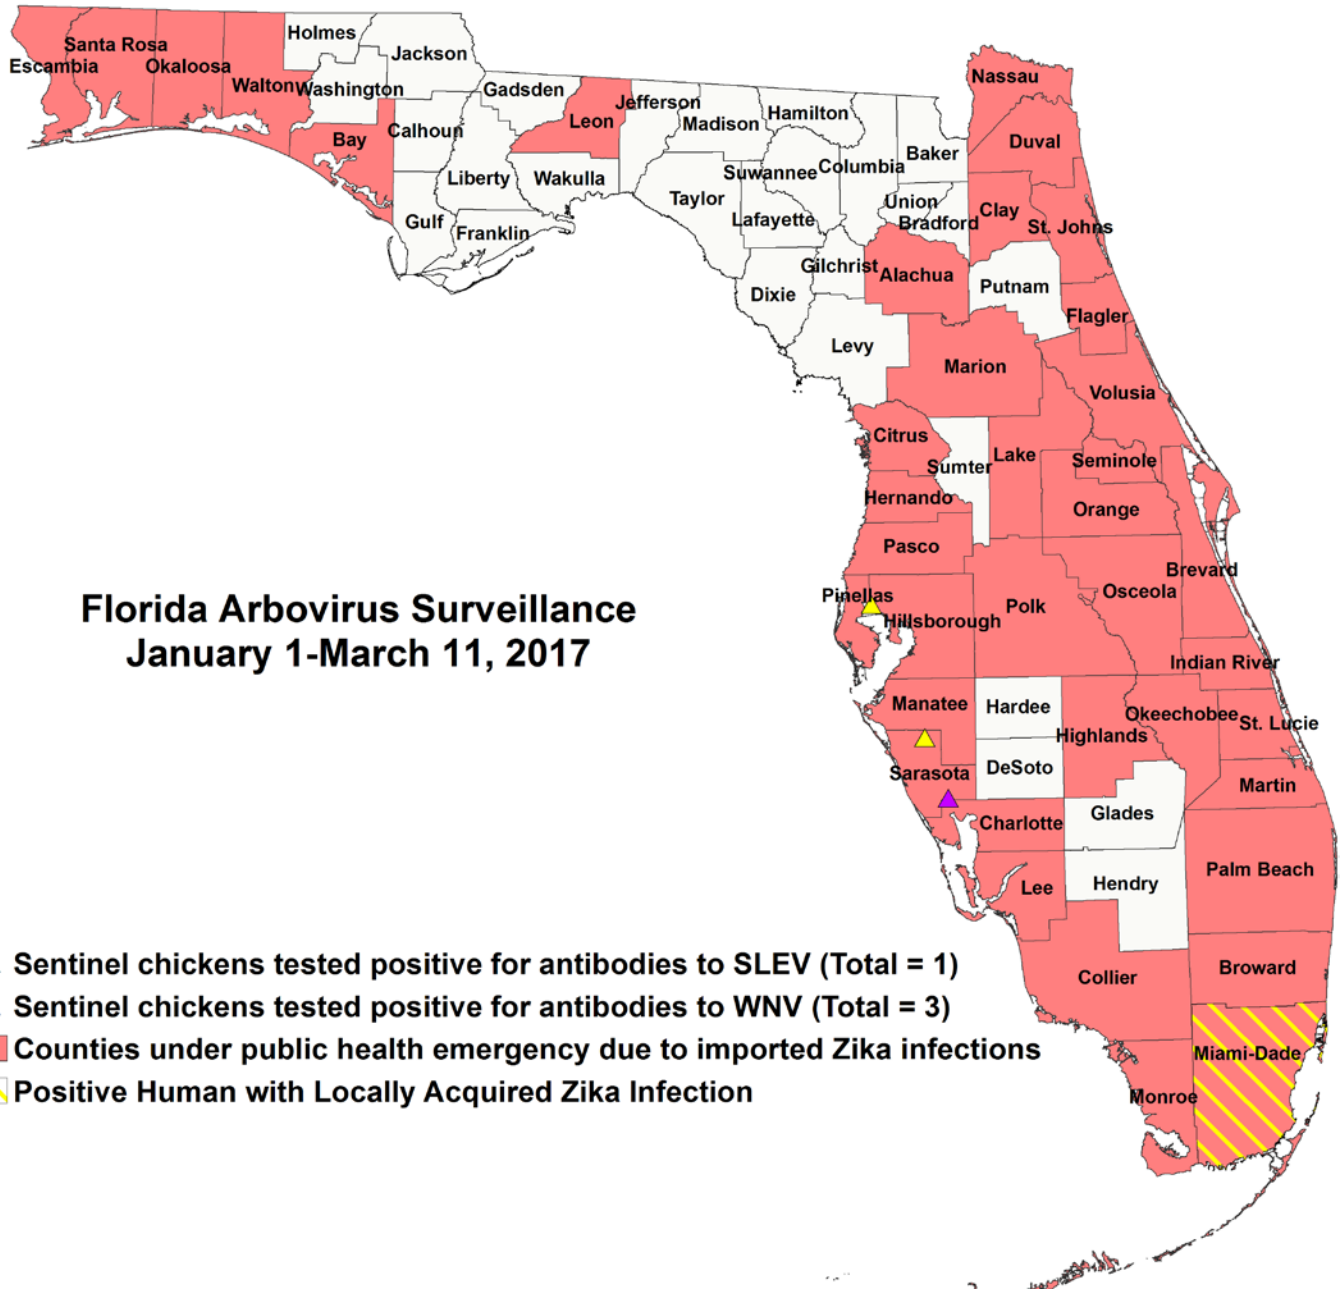 Holmes
Jackson
Santa Rosa
Escambia
Okaloosa
Walton
Washington
Gadsden
Jefferson
Leon
Madison
Hamilton
Nassau
Bay
Calhoun
Duval
Baker
Columbia
Suwannee
Liberty
Wakulla
Taylor
Lafayette
Union
Bradford
Clay
St. Johns
Gulf
Franklin
Gilchrist
Alachua
Putnam
Dixie
Flagler
Levy
Marion
Volusia
Citrus
Sumter
Lake
Seminole
Hernando
Orange
Pasco
Brevard
Osceola
Pinellas
Hillsborough
Polk
Florida Arbovirus Surveillance
January 1-March 11, 2017
Indian River
Manatee
Hardee
Okeechobee
St. Lucie
Highlands
DeSoto
Sarasota
Martin
Charlotte
Glades
Palm Beach
Lee
Hendry
Collier
Broward
Miami-Dade
Monroe
Sentinel chickens tested positive for antibodies to SLEV (Total = 1)
Sentinel chickens tested positive for antibodies to WNV (Total = 3)
Counties under public health emergency due to imported Zika infections
Positive Human with Locally Acquired Zika Infection